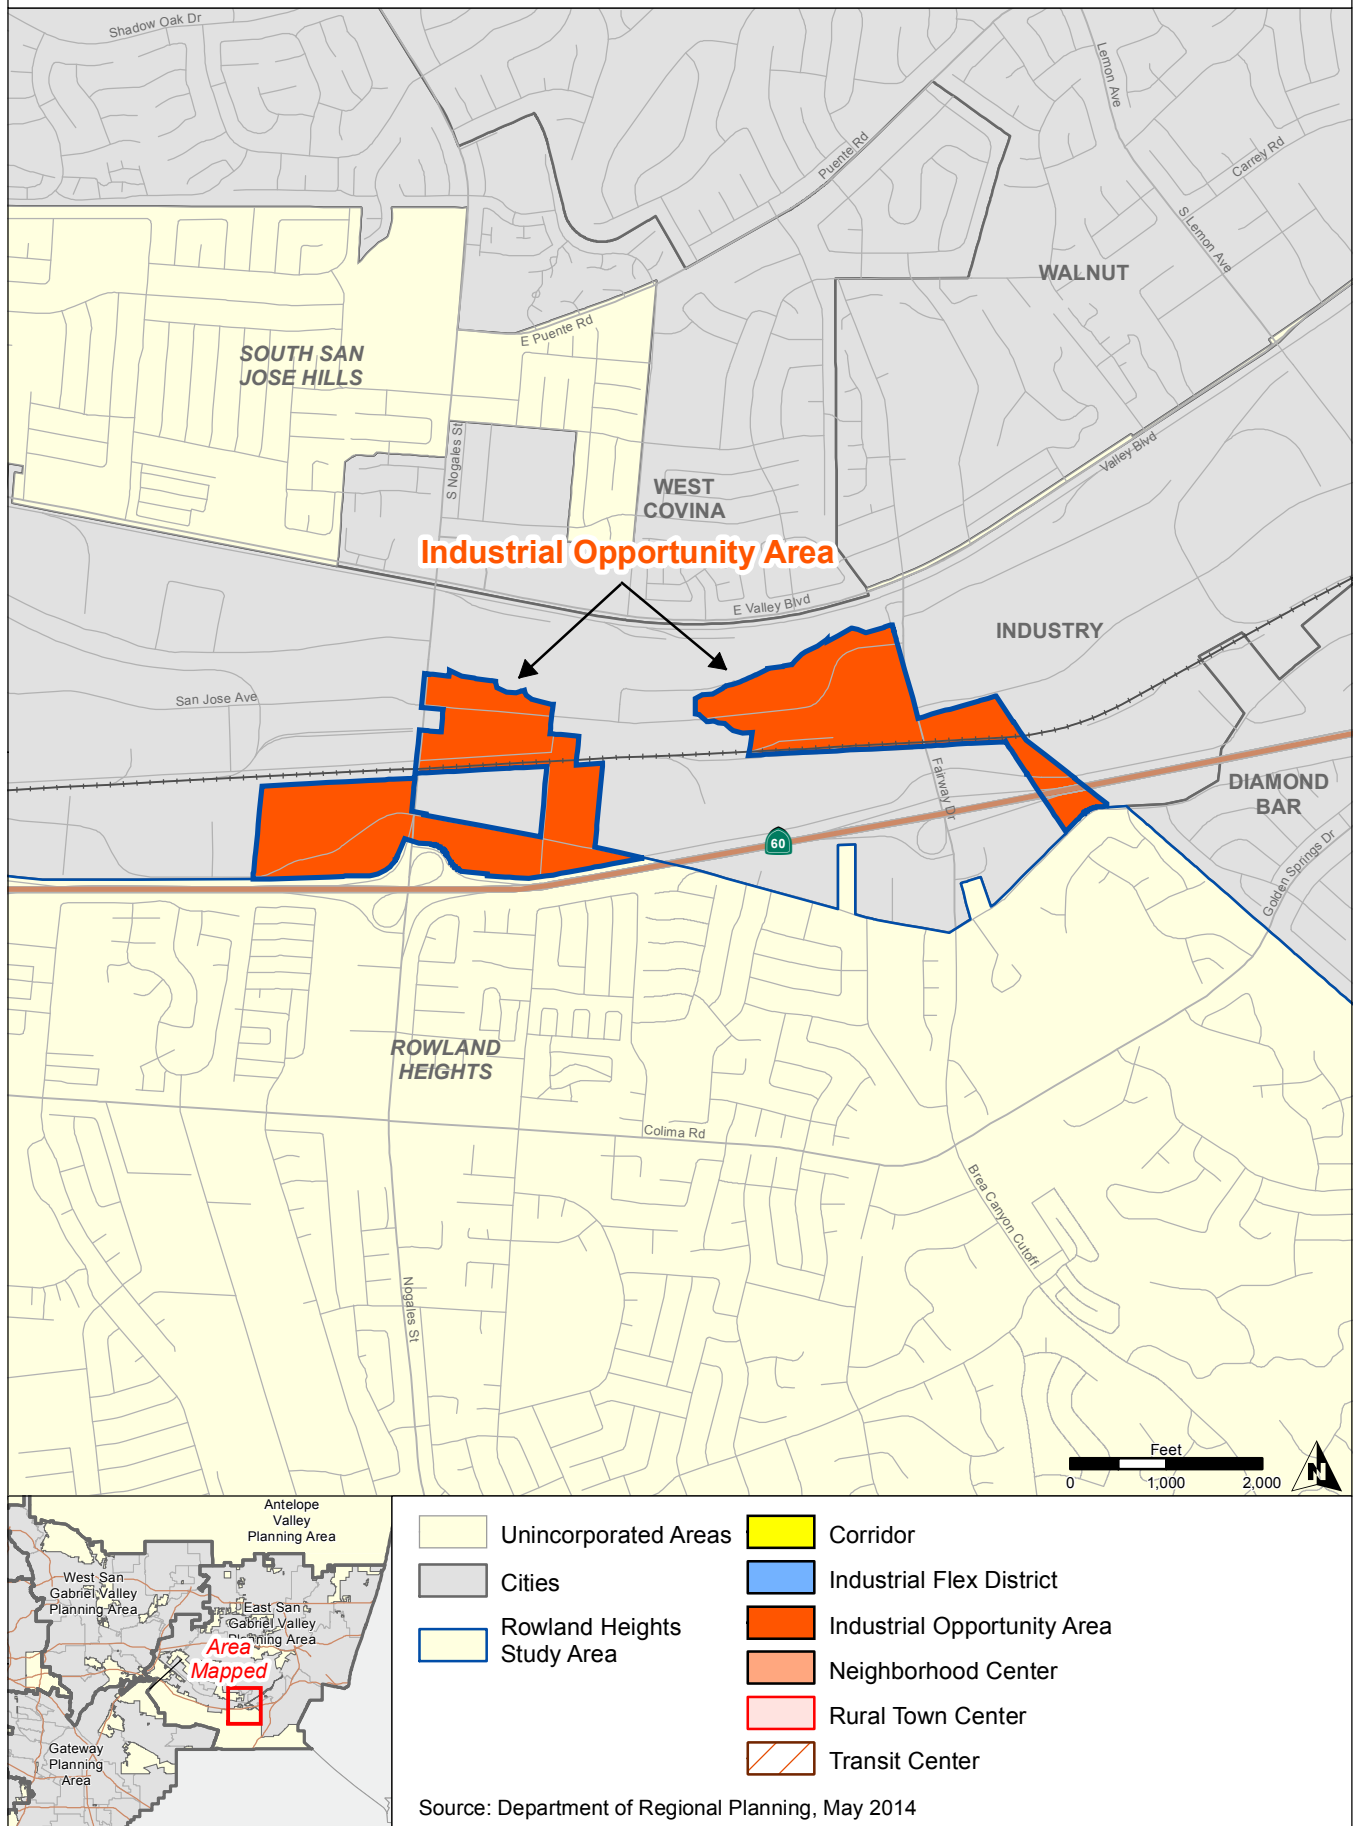 Shadow Oak Dr
Lemon Ave
Puente Rd
Carrey Rd
S Lemon Ave
WALNUT
E Puente Rd
SOUTH SAN
JOSE HILLS
S Nogales St
Valley Blvd
WEST
COVINA
Industrial Opportunity Area
E Valley Blvd
INDUSTRY
San Jose Ave
Fairway Dr
DIAMOND
BAR
60
Golden Springs Dr
ROWLAND
HEIGHTS
Colima Rd
Brea Canyon Cutoff
Nogales St
Feet
0 1,000 2,000
N
Antelope
Valley
Planning Area
West San
Gabriel Valley
Planning Area
East San
Gabriel Valley
Planning Area
Area
Mapped
Gateway
Planning
Area
Unincorporated Areas
Cities
Rowland Heights
Study Area
Corridor
Industrial Flex District
Industrial Opportunity Area
Neighborhood Center
Rural Town Center
Transit Center
Source: Department of Regional Planning, May 2014